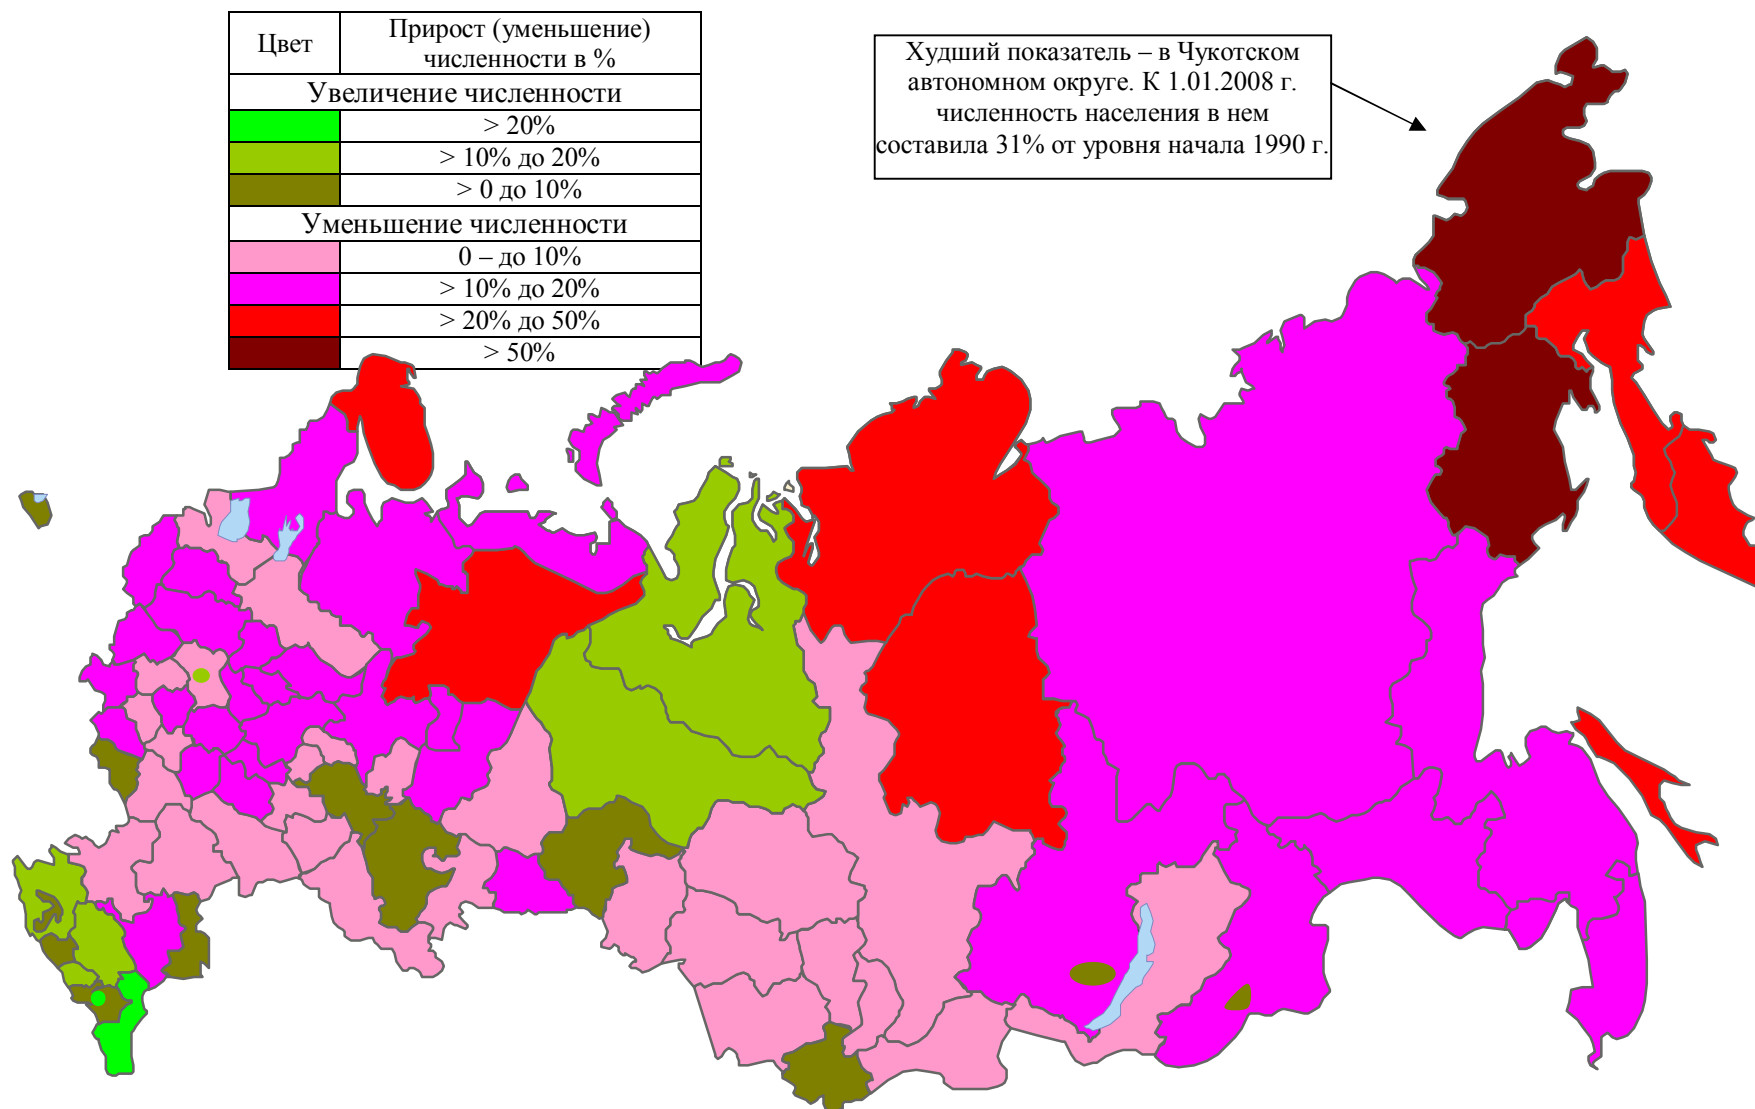 Цвет
Прирост (уменьшение)
численности в %
Увеличение численности
> 20%
> 10% до 20%
> 0 до 10%
Уменьшение численности
0 – до 10%
> 10% до 20%
> 20% до 50%
> 50%
Худший показатель – в Чукотском
автономном округе. К 1.01.2008 г.
численность населения в нем
составила 31% от уровня начала 1990 г.